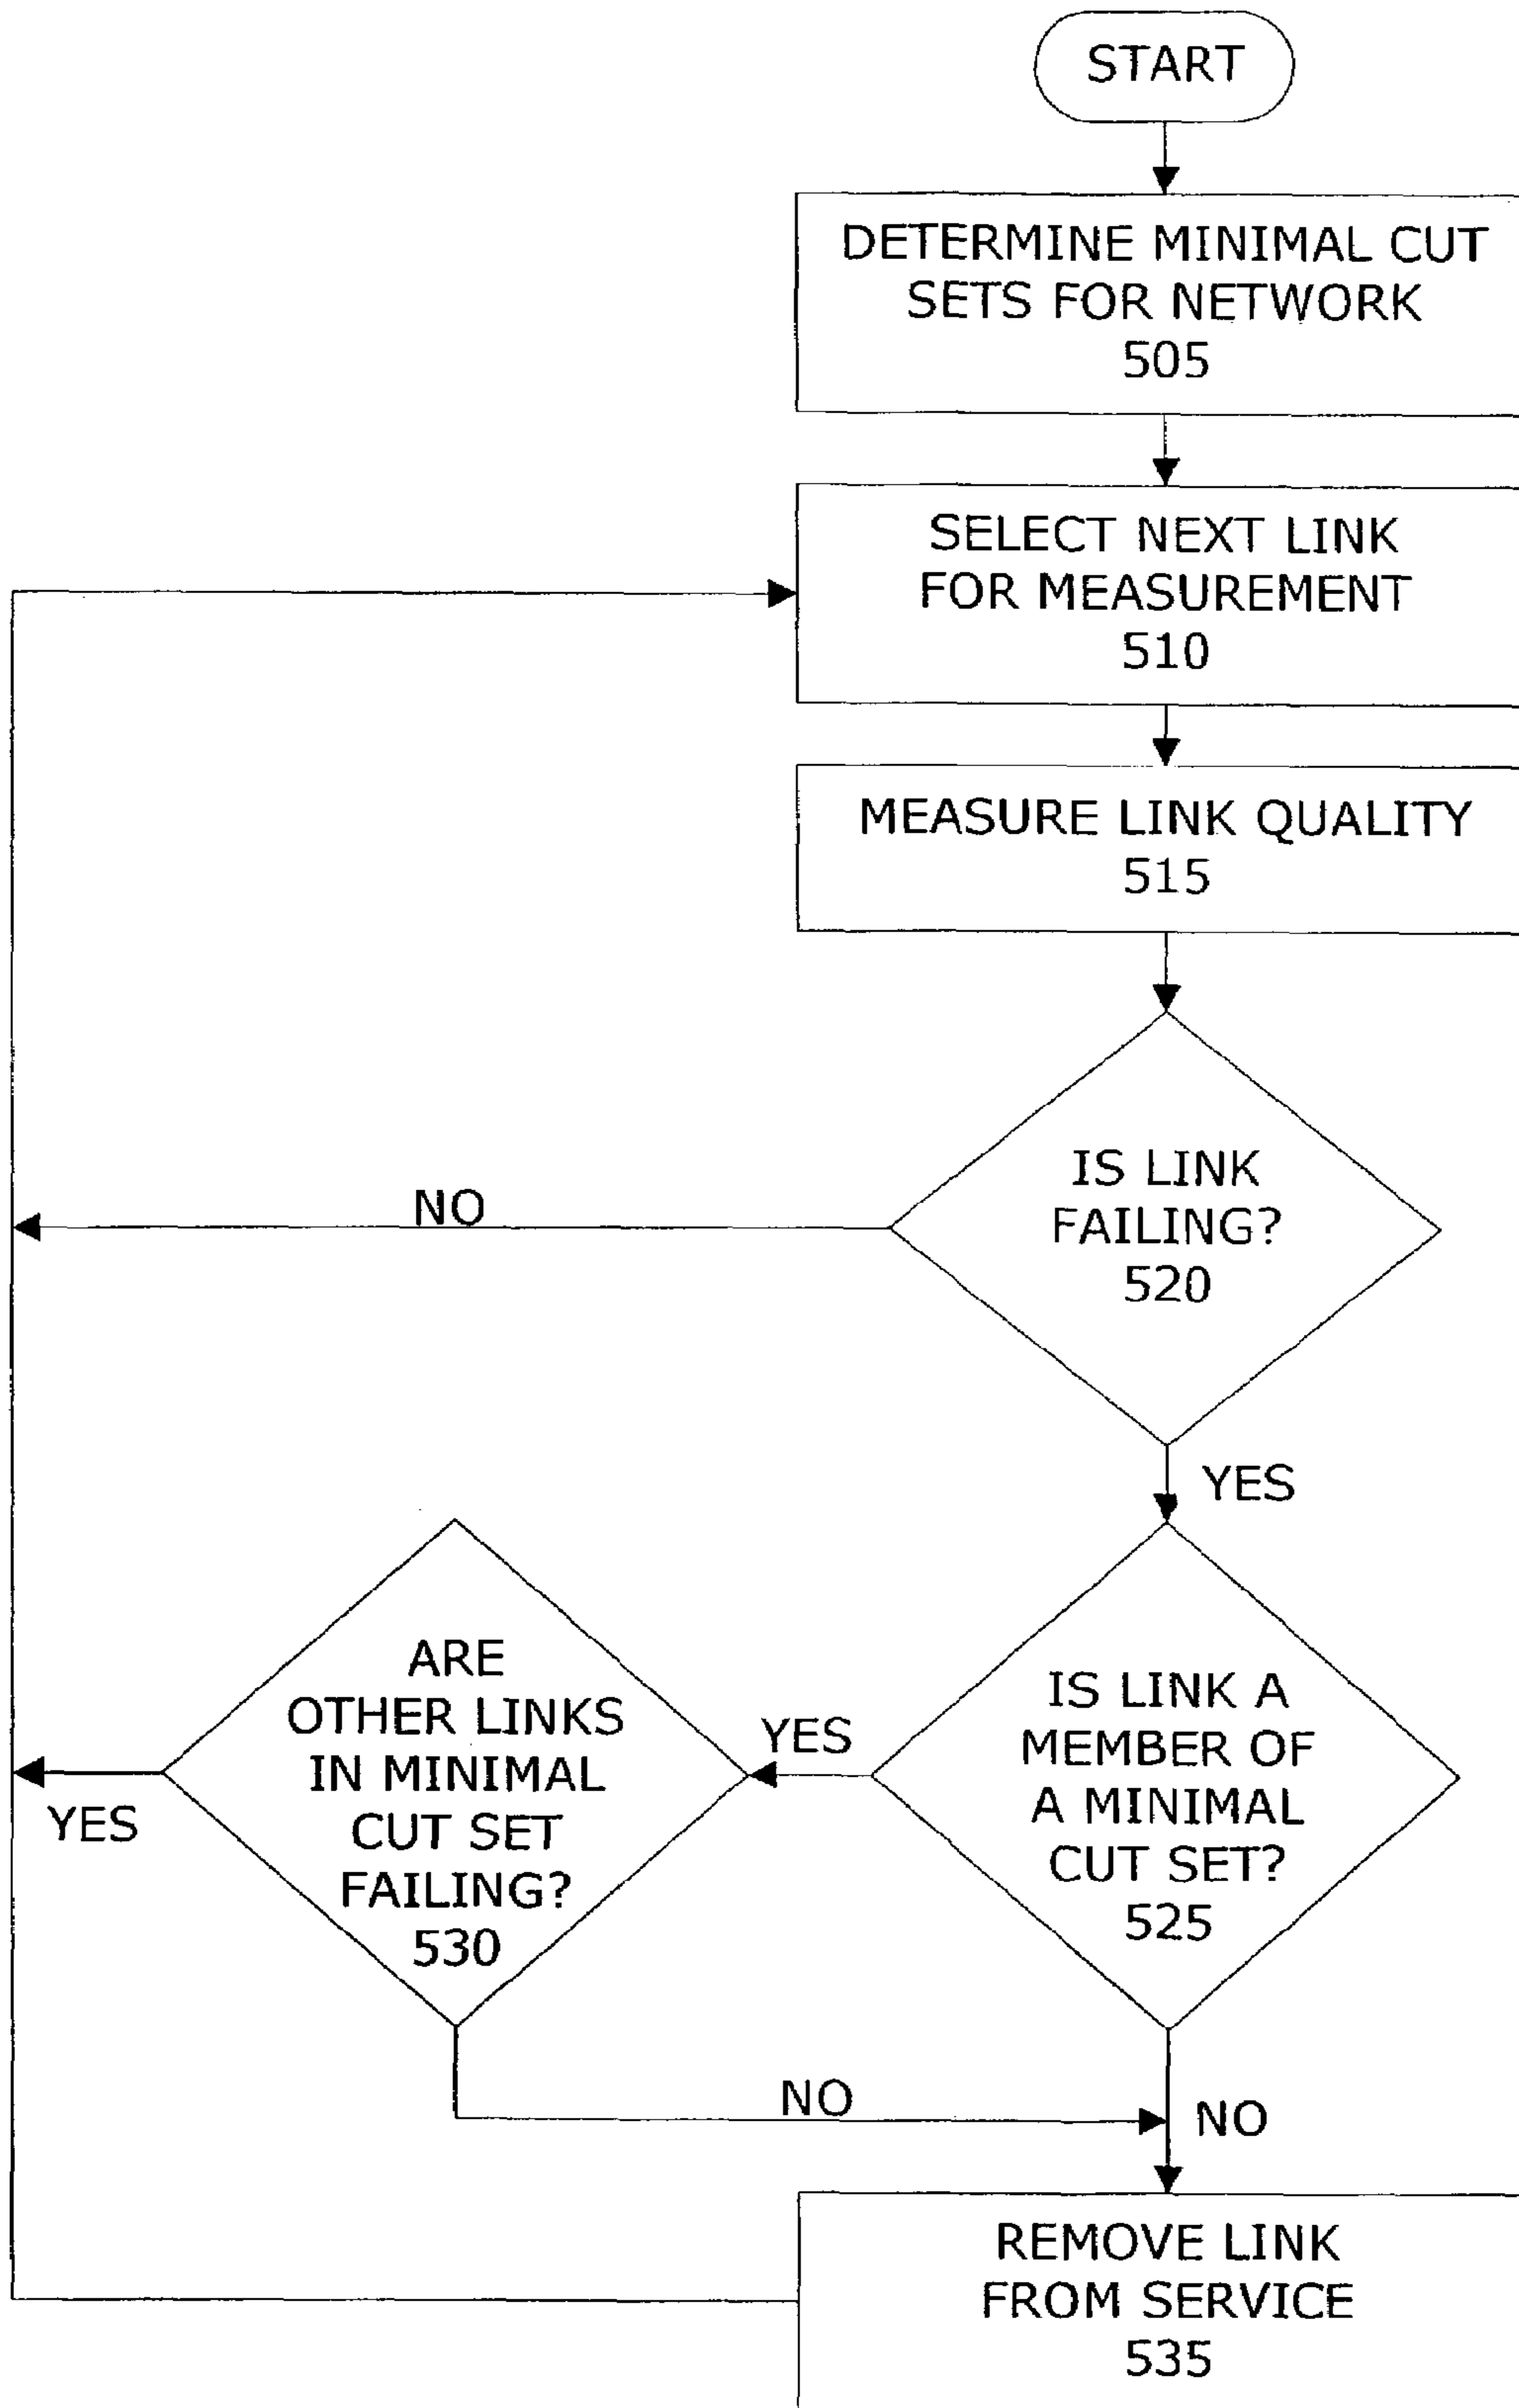 START
DETERMINE MINIMAL CUT
SETS FOR NETWORK
505
SELECT NEXT LINK
FOR MEASUREMENT
510
MEASURE LINK QUALITY
515
IS LINK
FAILING?
520
NO
YES
IS LINK A
MEMBER OF
A MINIMAL
CUT SET?
525
YES
ARE
OTHER LINKS
IN MINIMAL
CUT SET
FAILING?
530
YES
NO
NO
REMOVE LINK
FROM SERVICE
535